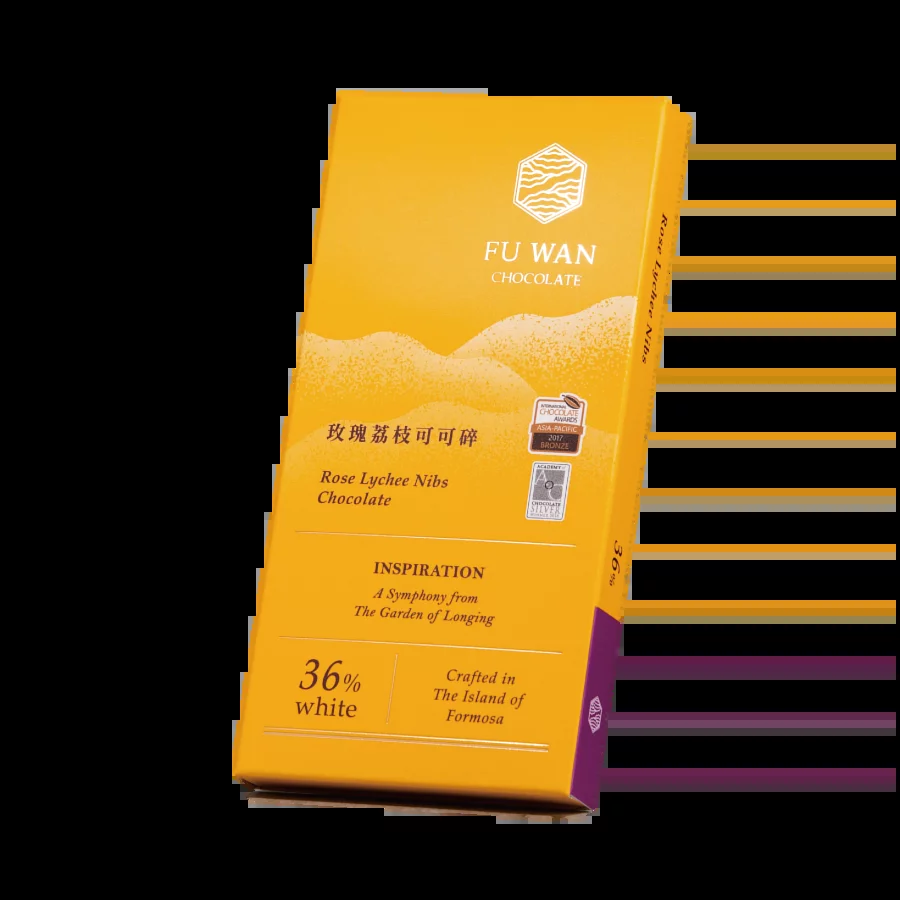 FU WAN
CHOCOLATE
玫瑰荔枝可可碎
Rose Lychee Nibs
Chocolate
INTERNATIONAL
CHOCOLATE
AWARDS
ASIA-PACIFIC
2017
BRONZE
ACADEMY OF
CHOCOLATE
SILVER
INSPIRATION
A Symphony from
The Garden of Longing
36%
white
Crafted in
The Island of
Formosa
Rose Lychee Nibs
36%